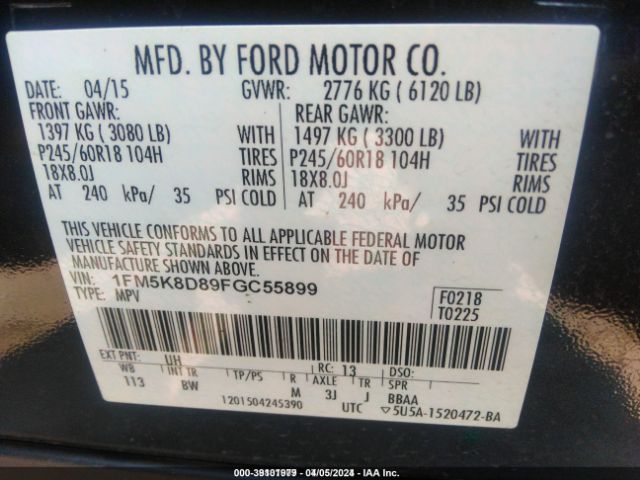 MFD. BY FORD MOTOR CO.
DATE: 04/15 GVWR: 2776 KG ( 6120 LB)
FRONT GAWR: REAR GAWR:
1397 KG ( 3080 LB) WITH 1497 KG ( 3300 LB) WITH
P245/60R18 104H TIRES P245/60R18 104H TIRES
18X8.0J RIMS 18X8.0J RIMS
AT 240 kPa/ 35 PSI COLD AT 240 kPa/ 35 PSI COLD
THIS VEHICLE CONFORMS TO ALL APPLICABLE FEDERAL MOTOR
VEHICLE SAFETY STANDARDS IN EFFECT ON THE DATE OF
MANUFACTURE SHOWN ABOVE.
VIN: 1FM5K8D89FGC55899
TYPE: MPV
F0218
T0225
EXT PNT: UH RC: 13 DSO:
WB INT TR TP/PS R AXLE TR SPR
113 BW M 3J J BBAA
1201504245390 UTC ▽5U5A-1520472-BA
04/05/2024 - IAA Inc.